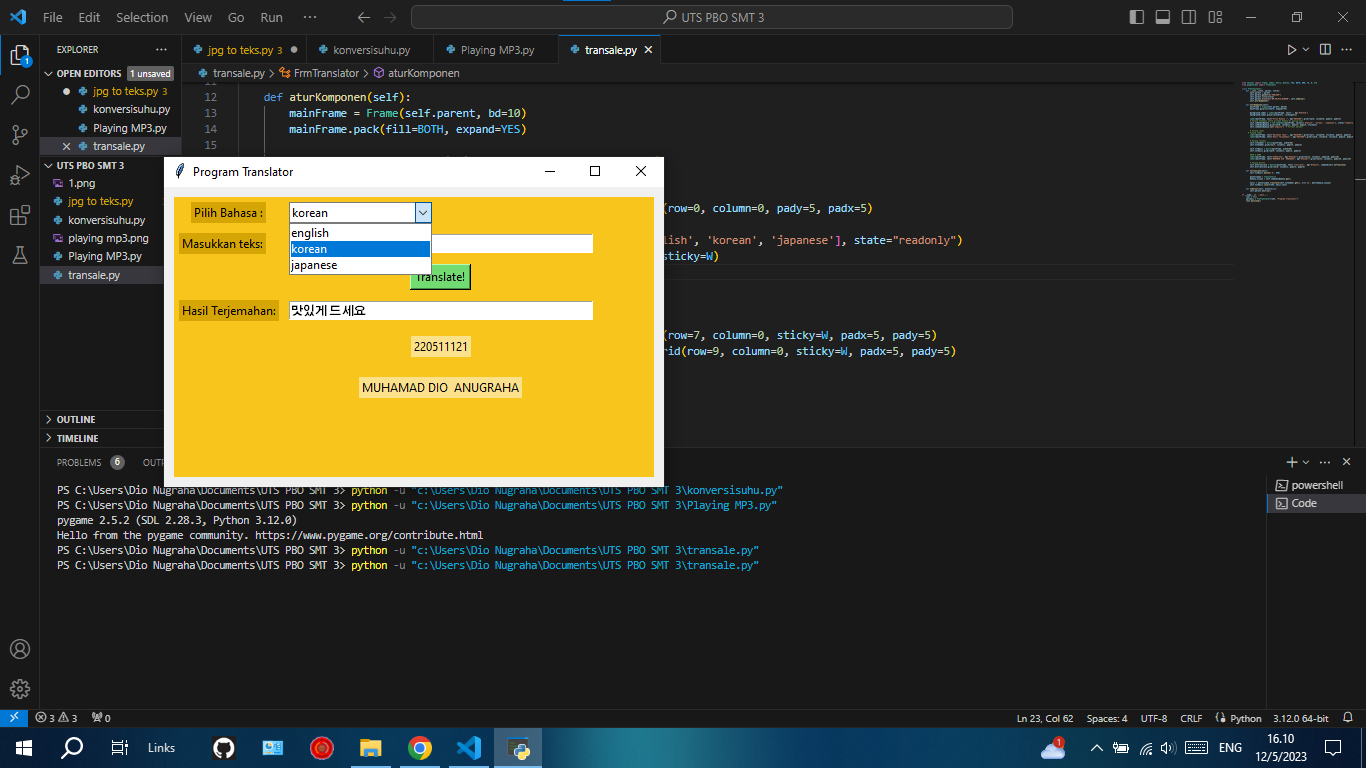 File Edit Selection View Go Run ···
UTS PBO SMT 3
EXPLORER
jpg to teks.py 3
konversisuhu.py
Playing MP3.py
transale.py
OPEN EDITORS 1 unsaved
transale.py > FrmTranslator > aturKomponen
jpg to teks.py 3
konversisuhu.py
Playing MP3.py
transale.py
UTS PBO SMT 3
1.png
jpg to teks.py
konversisuhu.py
playing mp3.png
Playing MP3.py
transale.py
OUTLINE
TIMELINE
12 def aturKomponen(self):
13 mainFrame = Frame(self.parent, bd=10)
14 mainFrame.pack(fill=BOTH, expand=YES)
15
(row=0, column=0, pady=5, padx=5)
lish', 'korean', 'japanese'], state="readonly")
sticky=W)
(row=7, column=0, sticky=W, padx=5, pady=5)
rid(row=9, column=0, sticky=W, padx=5, pady=5)
Program Translator
Pilih Bahasa : korean
english
korean
japanese
Masukkan teks:
Translate!
Hasil Terjemahan: 맛있게 드세요
220511121
MUHAMAD DIO ANUGRAHA
PROBLEMS 6
PS C:\Users\Dio Nugraha\Documents\UTS PBO SMT 3> python -u "c:\Users\Dio Nugraha\Documents\UTS PBO SMT 3\konversisuhu.py"
PS C:\Users\Dio Nugraha\Documents\UTS PBO SMT 3> python -u "c:\Users\Dio Nugraha\Documents\UTS PBO SMT 3\Playing MP3.py"
pygame 2.5.2 (SDL 2.28.3, Python 3.12.0)
Hello from the pygame community. https://www.pygame.org/contribute.html
PS C:\Users\Dio Nugraha\Documents\UTS PBO SMT 3> python -u "c:\Users\Dio Nugraha\Documents\UTS PBO SMT 3\transale.py"
PS C:\Users\Dio Nugraha\Documents\UTS PBO SMT 3> python -u "c:\Users\Dio Nugraha\Documents\UTS PBO SMT 3\transale.py"
powershell
Code
1
3 3 0
Ln 23, Col 62 Spaces: 4 UTF-8 CRLF Python 3.12.0 64-bit
Links
1
ENG
16.10
12/5/2023